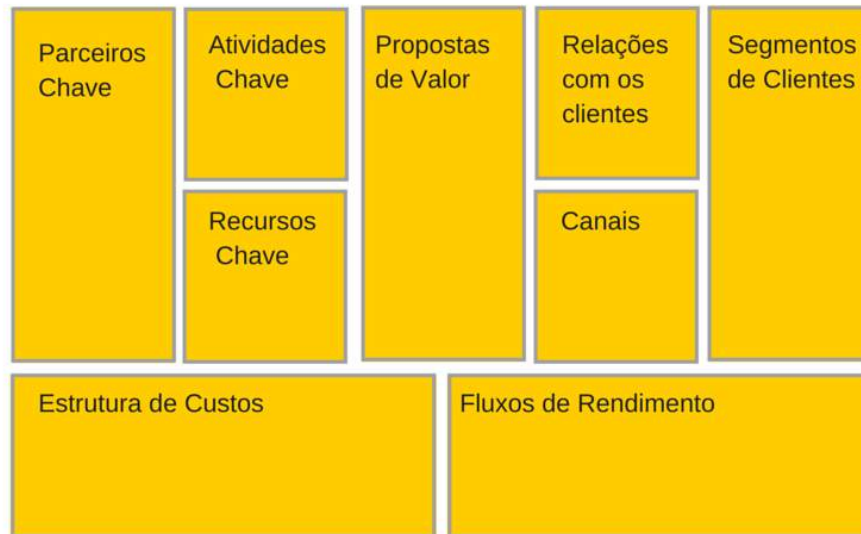 Parceiros
Chave
Atividades
Chave
Recursos
Chave
Propostas
de Valor
Relações
com os
clientes
Canais
Segmentos
de Clientes
Estrutura de Custos
Fluxos de Rendimento